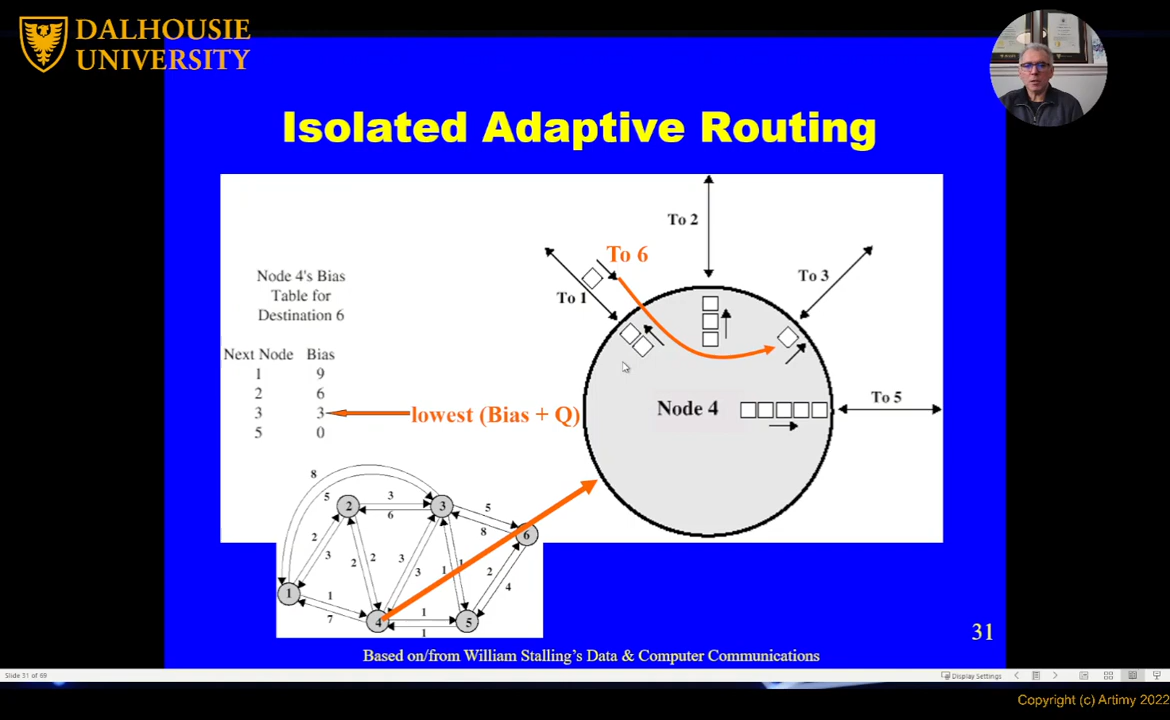 DALHOUSIE
UNIVERSITY
Isolated Adaptive Routing
To 2
To 6
To 3
To 1
Node 4's Bias
Table for
Destination 6
Next Node Bias
1 9
2 6
3 3
5 0
lowest (Bias + Q)
Node 4
To 5
8
5
2
3
3
6
5
8
6
2
3
2
2
3
3
1
1
2
4
1
1
7
4
1
1
5
31
Based on/from William Stalling's Data & Computer Communications
Slide 31 of 69
Display Settings
Copyright (c) Artimy 2022